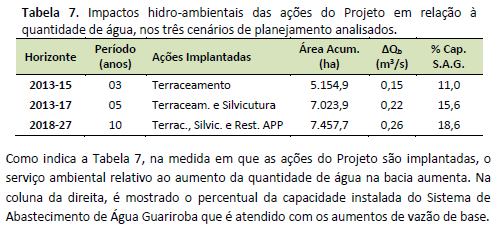 Tabela 7. Impactos hidro-ambientais das ações do Projeto em relação à
quantidade de água, nos três cenários de planejamento analisados.
Horizonte Período (anos) Ações Implantadas Área Acum. (ha) ΔQb (m³/s) % Cap. S.A.G.
2013-15 03 Terraceamento 5.154,9 0,15 11,0
2013-17 05 Terraceam. e Silvicutura 7.023,9 0,22 15,6
2018-27 10 Terrac., Silvic. e Rest. APP 7.457,7 0,26 18,6
Como indica a Tabela 7, na medida em que as ações do Projeto são implantadas, o
serviço ambiental relativo ao aumento da quantidade de água na bacia aumenta. Na
coluna da direita, é mostrado o percentual da capacidade instalada do Sistema de
Abastecimento de Água Guariroba que é atendido com os aumentos de vazão de base.